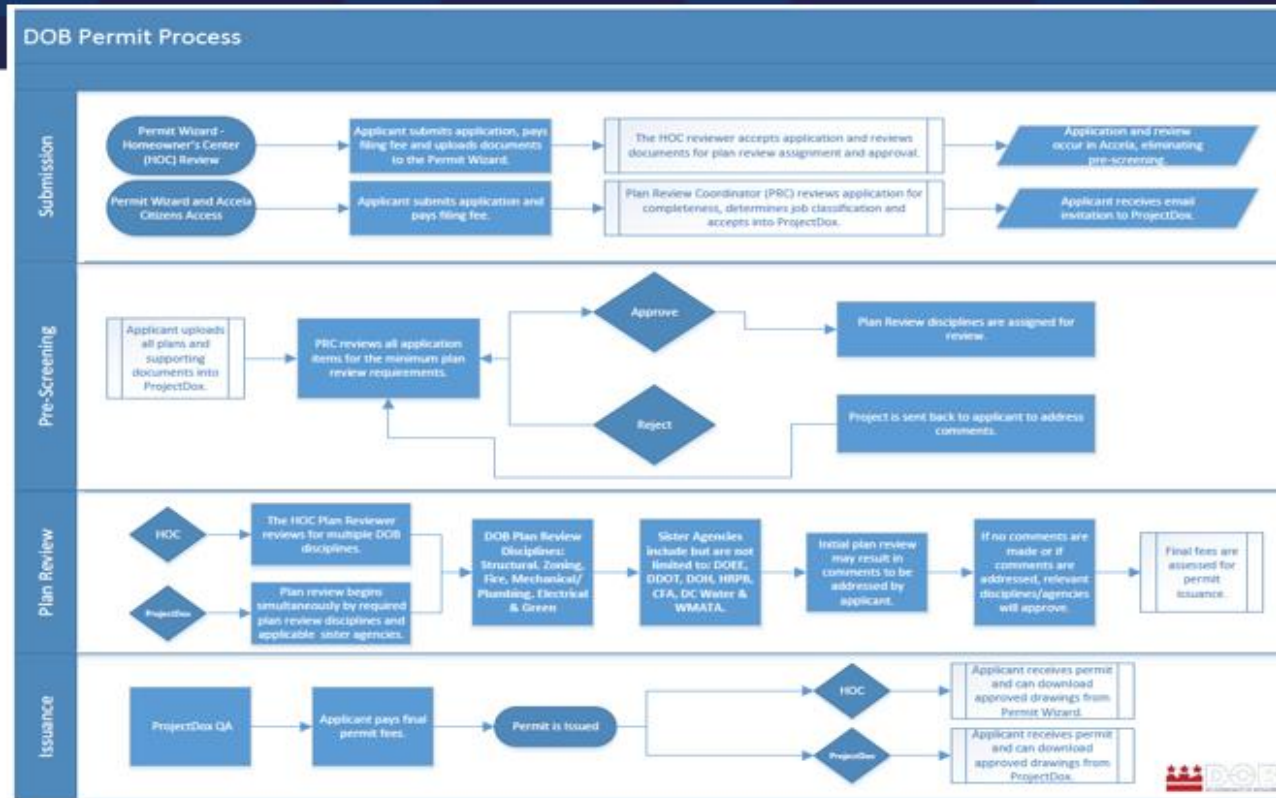 DOB Permit Process
Submission
Permit Wizard -
Homeowner's Center
(HOC) Review
Applicant submits application, pays
filing fee and uploads documents
to the Permit Wizard.
The HOC reviewer accepts application and reviews
documents for plan review assignment and approval.
Application and review
occur in Accela, eliminating
pre-screening.
Permit Wizard and Accela
Citizens Access
Applicant submits application and
pays filing fee.
Plan Review Coordinator (PRC) reviews application for
completeness, determines job classification and
accepts into ProjectDox.
Applicant receives email
invitation to ProjectDox.
Pre-Screening
Applicant uploads
all plans and
supporting
documents into
ProjectDox.
PRC reviews all application
items for the minimum plan
review requirements.
Approve
Plan Review disciplines are assigned for
review.
Reject
Project is sent back to applicant to address
comments.
Plan Review
HOC
The HOC Plan Reviewer
reviews for multiple DOB
disciplines.
ProjectDox
Plan review begins
simultaneously by required
plan review disciplines and
applicable sister agencies.
DOB Plan Review
Disciplines:
Structural, Zoning,
Fire, Mechanical/
Plumbing, Electrical
& Green
Sister Agencies
include but are not
limited to: DOEE,
DDOT, DOH, HRPB,
CFA, DC Water &
WMATA.
Initial plan review
may result in
comments to be
addressed by
applicant.
If no comments are
made or if
comments are
addressed, relevant
disciplines/agencies
will approve.
Final fees are
assessed for
permit
issuance.
Issuance
ProjectDox QA
Applicant pays final
permit fees.
Permit is Issued
HOC
Applicant receives permit
and can download
approved drawings from
Permit Wizard.
ProjectDox
Applicant receives permit
and can download
approved drawings from
ProjectDox.
DOB